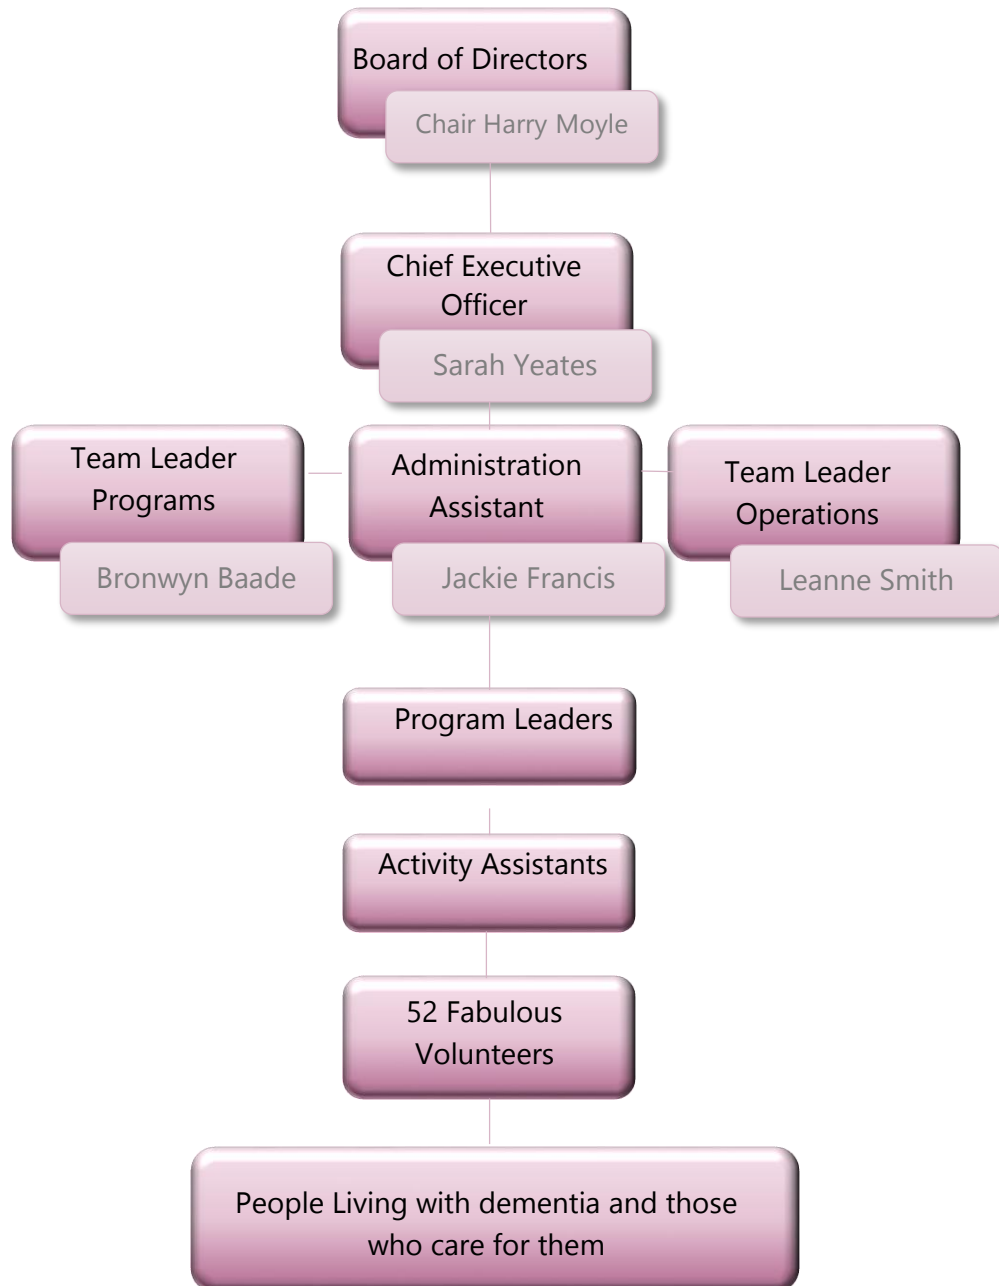 Board of Directors
Chair Harry Moyle
Chief Executive
Officer
Sarah Yeates
Team Leader
Programs
Bronwyn Baade
Administration
Assistant
Jackie Francis
Team Leader
Operations
Leanne Smith
Program Leaders
Activity Assistants
52 Fabulous
Volunteers
People Living with dementia and those
who care for them